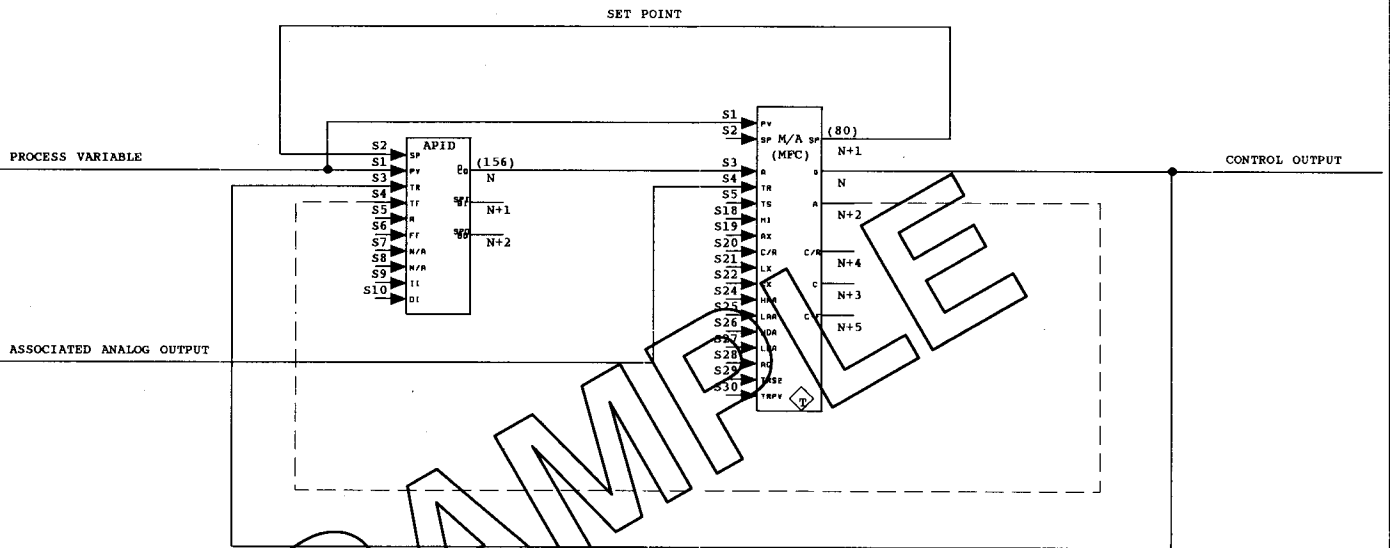 SET POINT
PROCESS VARIABLE
ASSOCIATED ANALOG OUTPUT
CONTROL OUTPUT
APID
S2 SP
S1 PV
S3 TR
S4 TF
S5 R
S6 FF
S7 N/A
S8 N/A
S9 II
S10 DI
(156)
N
N+1
N+2
M/A
(MFC)
S1 PV
S2 SP
S3 A
S4 TR
S5 TS
S18 MI
S19 AX
S20 C/R
S21 LX
S22 CX
S24 HAA
S25 LAA
S26 HDA
S27 LDA
S28 AO
S29 TRS2
S30 TRPV
SP (80)
N+1
O
N
A
N+2
C/R
N+4
C
N+3
N+5
T
AMPLE